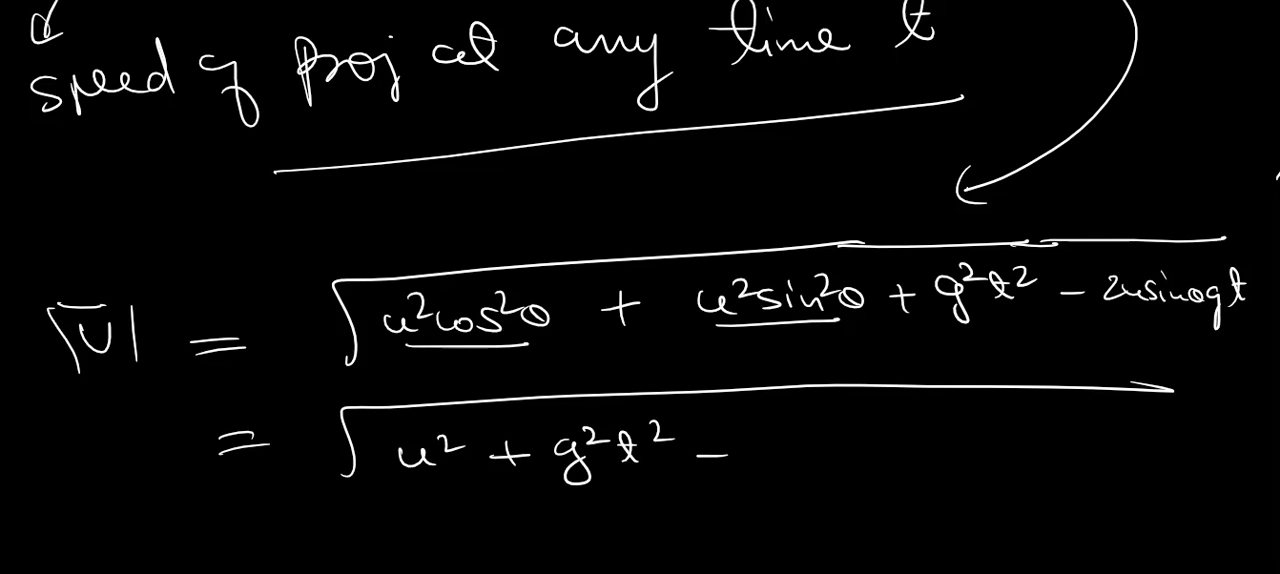 speed of proj at any time t
|v̄| = √(u²cos²θ + u²sin²θ + g²t² - 2usinθgt)
= √(u² + g²t² -